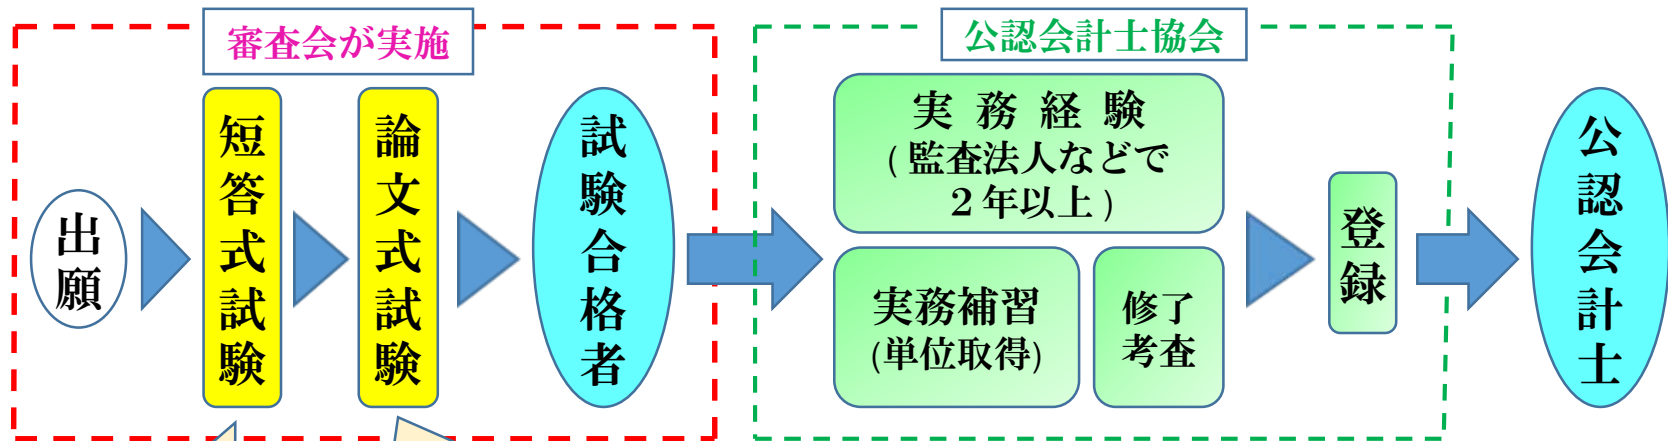 審査会が実施
出願
短答式試験
論文式試験
試験合格者
公認会計士協会
実務経験
(監査法人などで
２年以上)
実務補習
(単位取得)
修了
考査
登録
公認会計士